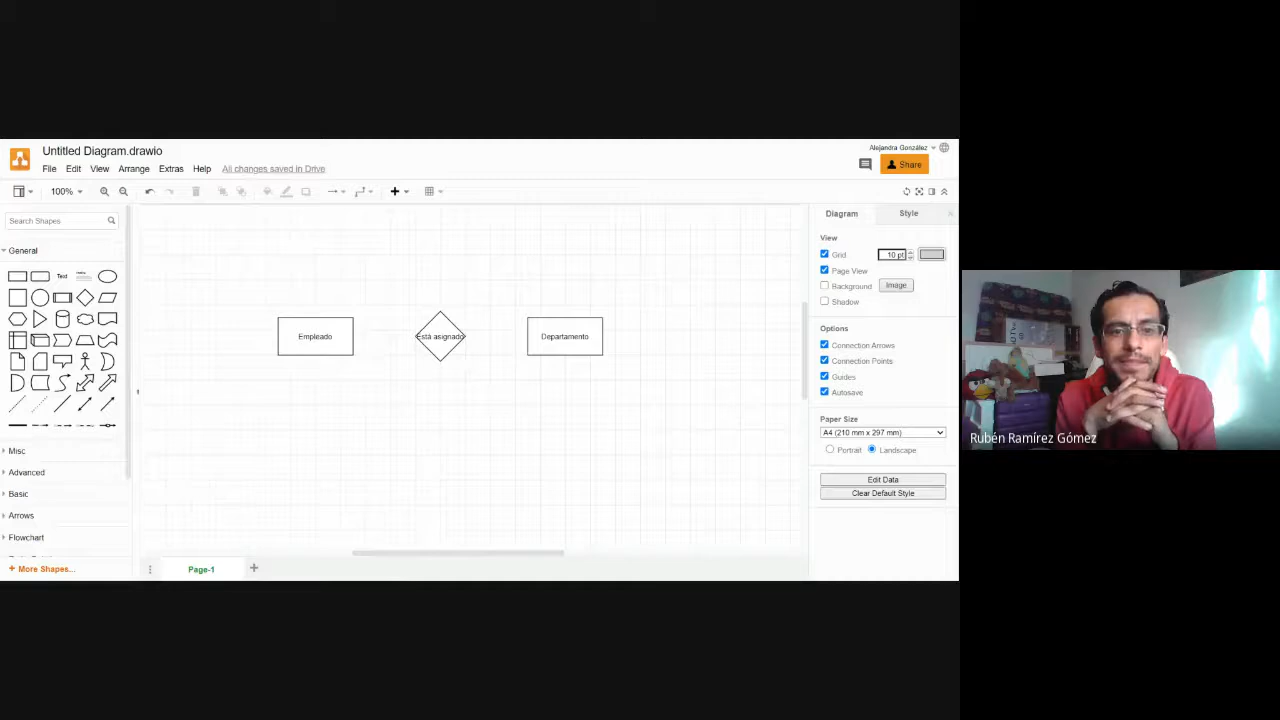 Untitled Diagram.drawio
Alejandra González
File Edit View Arrange Extras Help All changes saved in Drive
Share
100%
Search Shapes
Diagram Style
General
View
Grid 10 pt
Text
Page View
Background Image
Shadow
Empleado Está asignado Departamento
Options
Connection Arrows
Connection Points
Guides
Autosave
Paper Size
A4 (210 mm x 297 mm)
Portrait Landscape
Misc
Advanced
Edit Data
Basic
Clear Default Style
Arrows
Flowchart
+ More Shapes...
Page-1
Rubén Ramírez Gómez